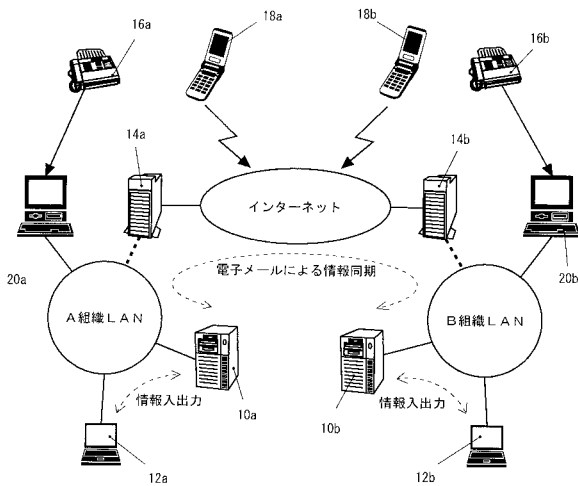 16a
18a
18b
16b
14a
14b
インターネット
20a
電子メールによる情報同期
20b
A組織LAN
B組織LAN
情報入出力
10a
10b
情報入出力
12a
12b